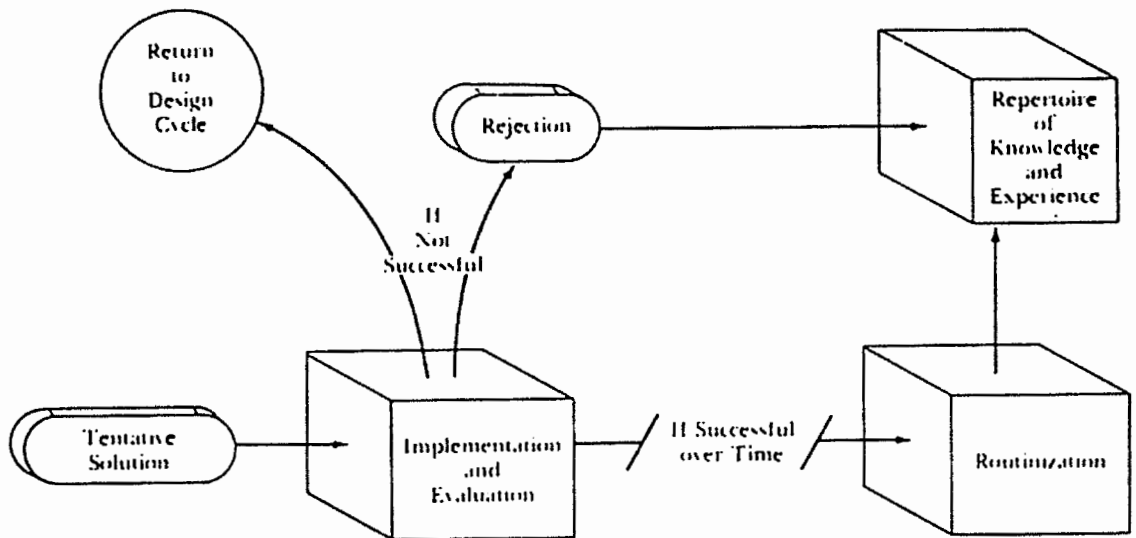 Return
to
Design
Cycle
Rejection
Repertoire
of
Knowledge
and
Experience
If
Not
Successful
Tentative
Solution
Implementation
and
Evaluation
If Successful
over Time
Routinization